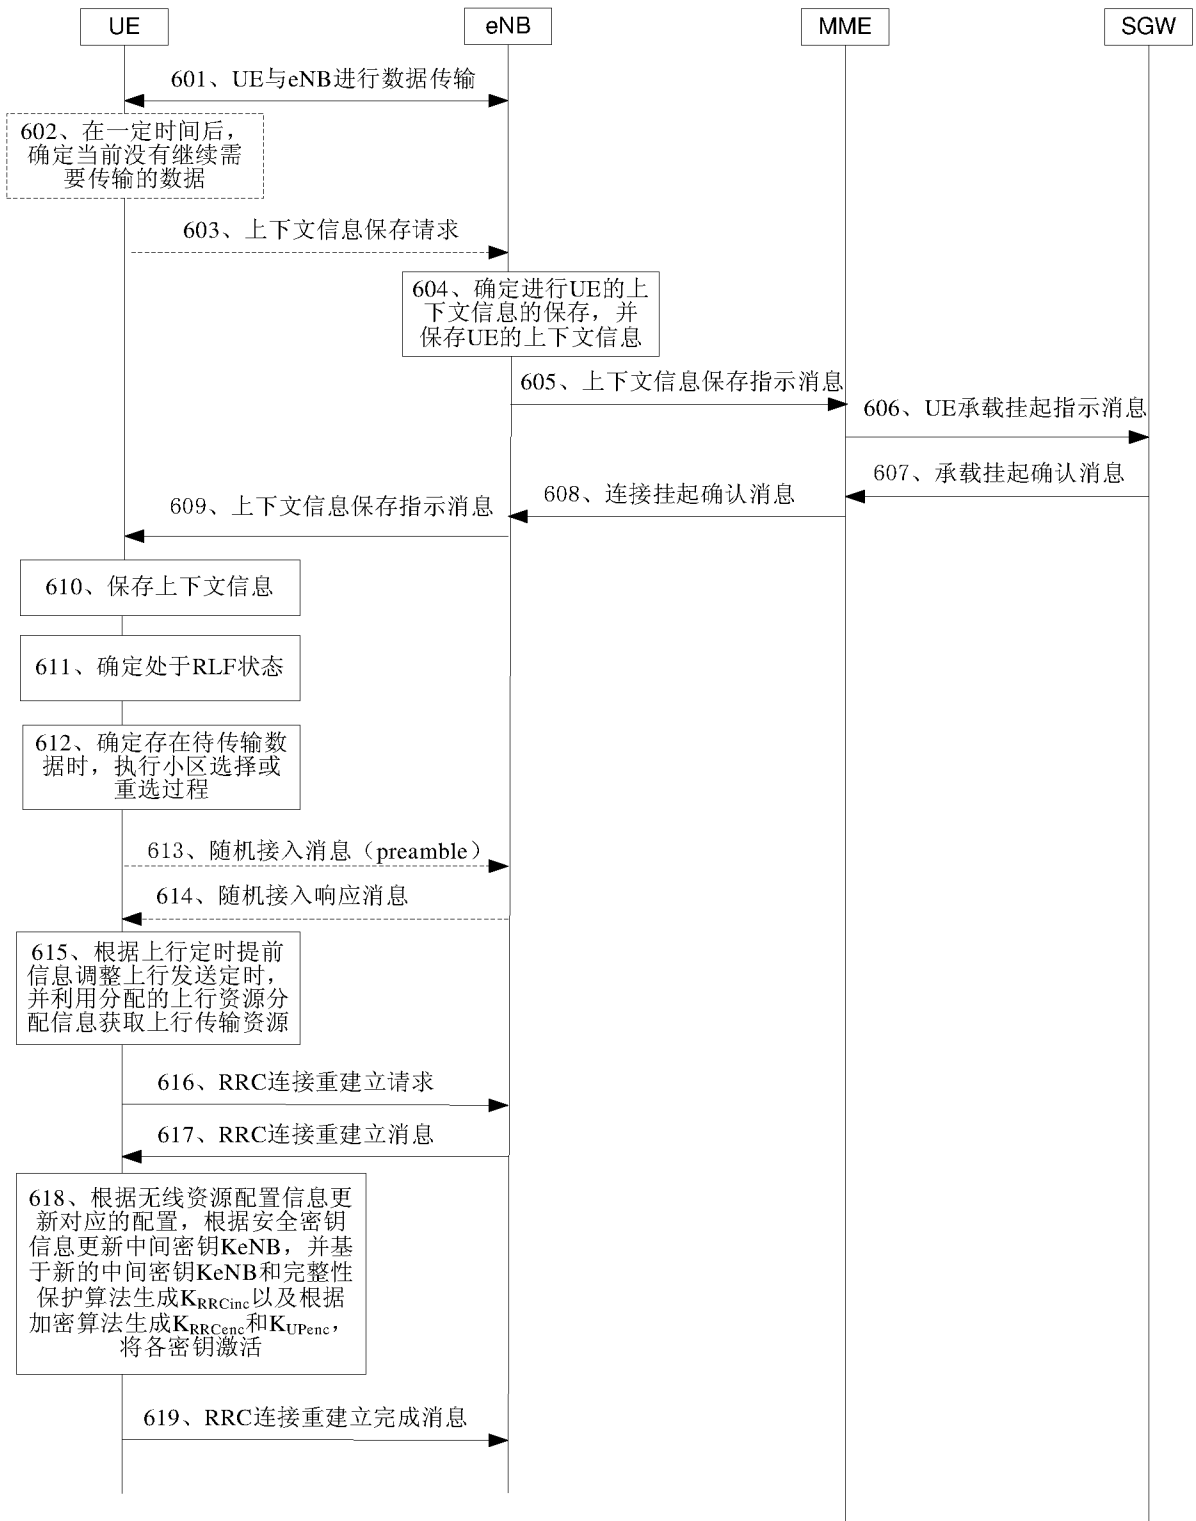 UE
eNB
MME
SGW
601、UE与eNB进行数据传输
602、在一定时间后，
确定当前没有继续需
要传输的数据
603、上下文信息保存请求
604、确定进行UE的上
下文信息的保存，并
保存UE的上下文信息
605、上下文信息保存指示消息
606、UE承载挂起指示消息
607、承载挂起确认消息
608、连接挂起确认消息
609、上下文信息保存指示消息
610、保存上下文信息
611、确定处于RLF状态
612、确定存在待传输数
据时，执行小区选择或
重选过程
613、随机接入消息（preamble）
614、随机接入响应消息
615、根据上行定时提前
信息调整上行发送定时，
并利用分配的上行资源分
配信息获取上行传输资源
616、RRC连接重建立请求
617、RRC连接重建立消息
618、根据无线资源配置信息更
新对应的配置，根据安全密钥
信息更新中间密钥KeNB，并基
于新的中间密钥KeNB和完整性
保护算法生成KRRCinc以及根据
加密算法生成KRRCenc和KUPenc，
将各密钥激活
619、RRC连接重建立完成消息